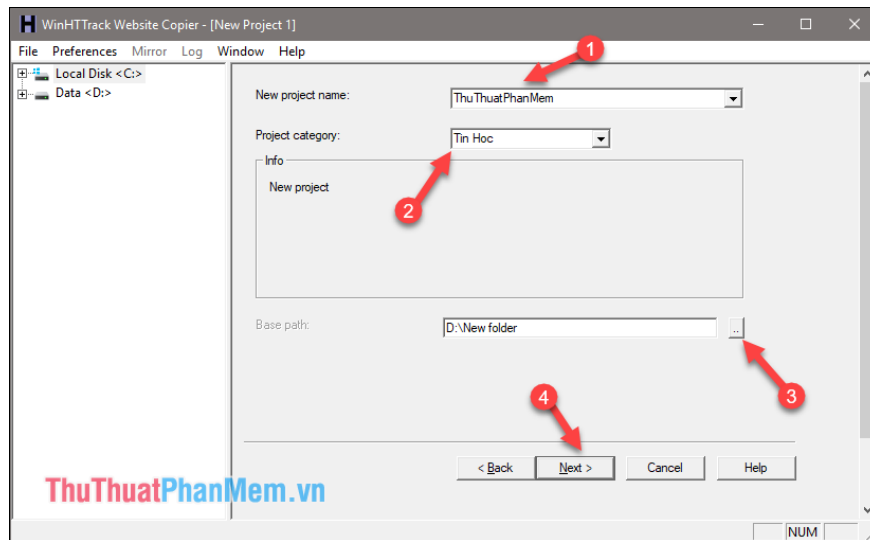 WinHTTrack Website Copier - [New Project 1]
File Preferences Mirror Log Window Help
Local Disk <C:>
Data <D:>
1
New project name:
ThuThuatPhanMem
Project category:
Tin Hoc
2
Info
New project
Base path:
D:\New folder
..
3
4
< Back Next > Cancel Help
ThuThuatPhanMem.vn
NUM